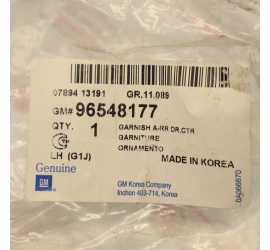 07894 13191 GR.11.089
GM# 96548177
QTY. 1 GARNISH A-RR DR,CTR
GARNITURE
ORNAMENTO
LH (G1J) MADE IN KOREA
Genuine
GM
GM Korea Company
Incheon 403-714, Korea